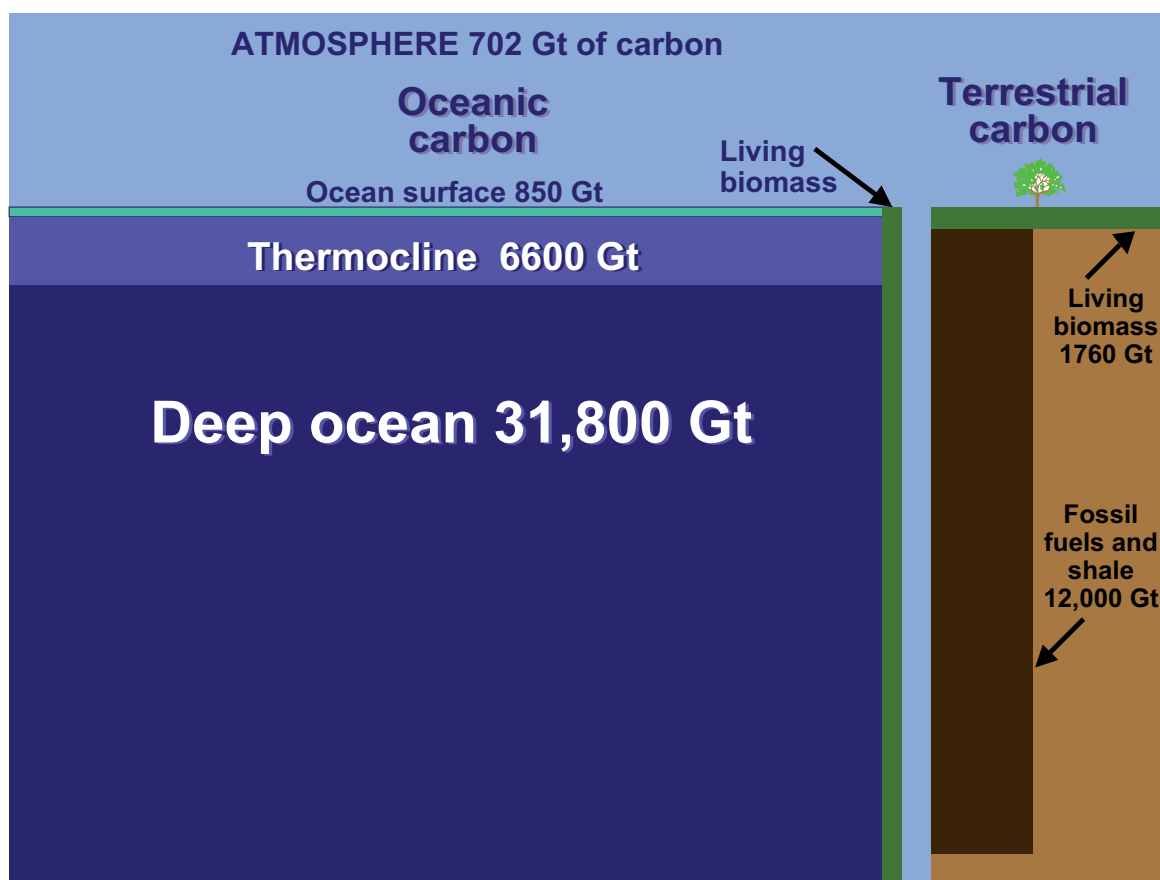 ATMOSPHERE 702 Gt of carbon
Oceanic
carbon
Ocean surface 850 Gt
Living
biomass
Terrestrial
carbon
Thermocline 6600 Gt
Deep ocean 31,800 Gt
Living
biomass
1760 Gt
Fossil
fuels and
shale
12,000 Gt